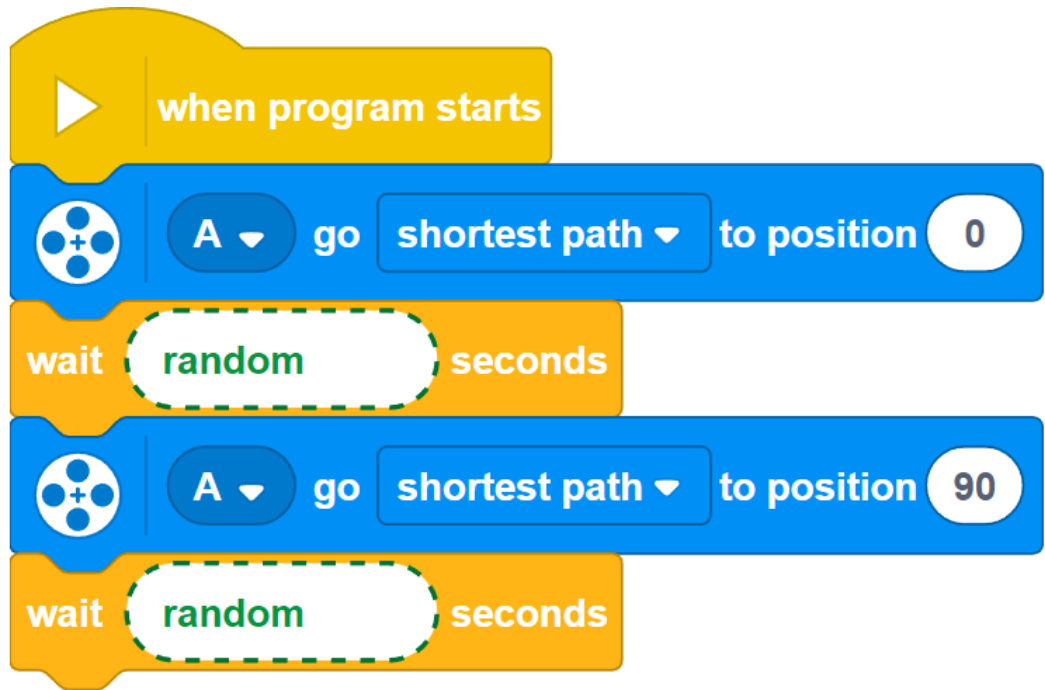 when program starts
A go shortest path to position 0
wait random seconds
A go shortest path to position 90
wait random seconds